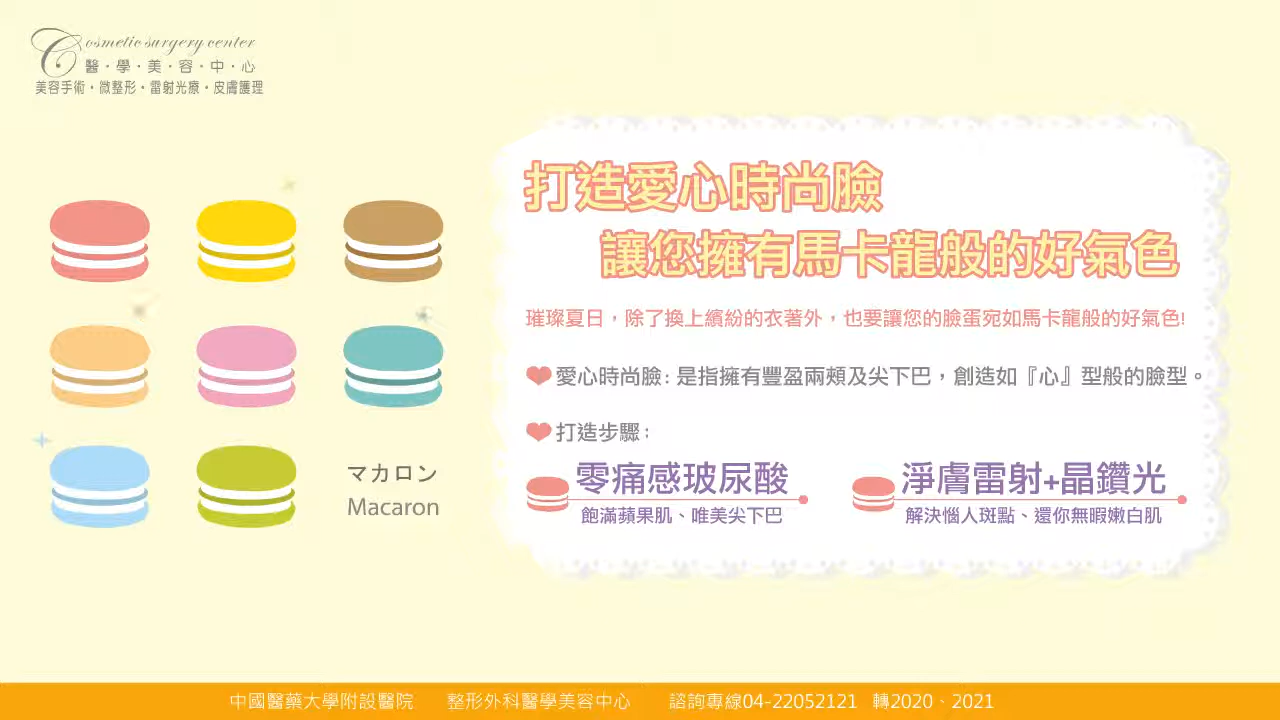 Cosmetic surgery center
醫・學・美・容・中・心
美容手術・微整形・雷射光療・皮膚護理
打造愛心時尚臉
讓您擁有馬卡龍般的好氣色
璀璨夏日，除了換上繽紛的衣著外，也要讓您的臉蛋宛如馬卡龍般的好氣色!
愛心時尚臉: 是指擁有豐盈兩頰及尖下巴，創造如『心』型般的臉型。
打造步驟:
零痛感玻尿酸
飽滿蘋果肌、唯美尖下巴
淨膚雷射+晶鑽光
解決惱人斑點、還你無暇嫩白肌
マカロン
Macaron
中國醫藥大學附設醫院 整形外科醫學美容中心 諮詢專線04-22052121 轉2020、2021